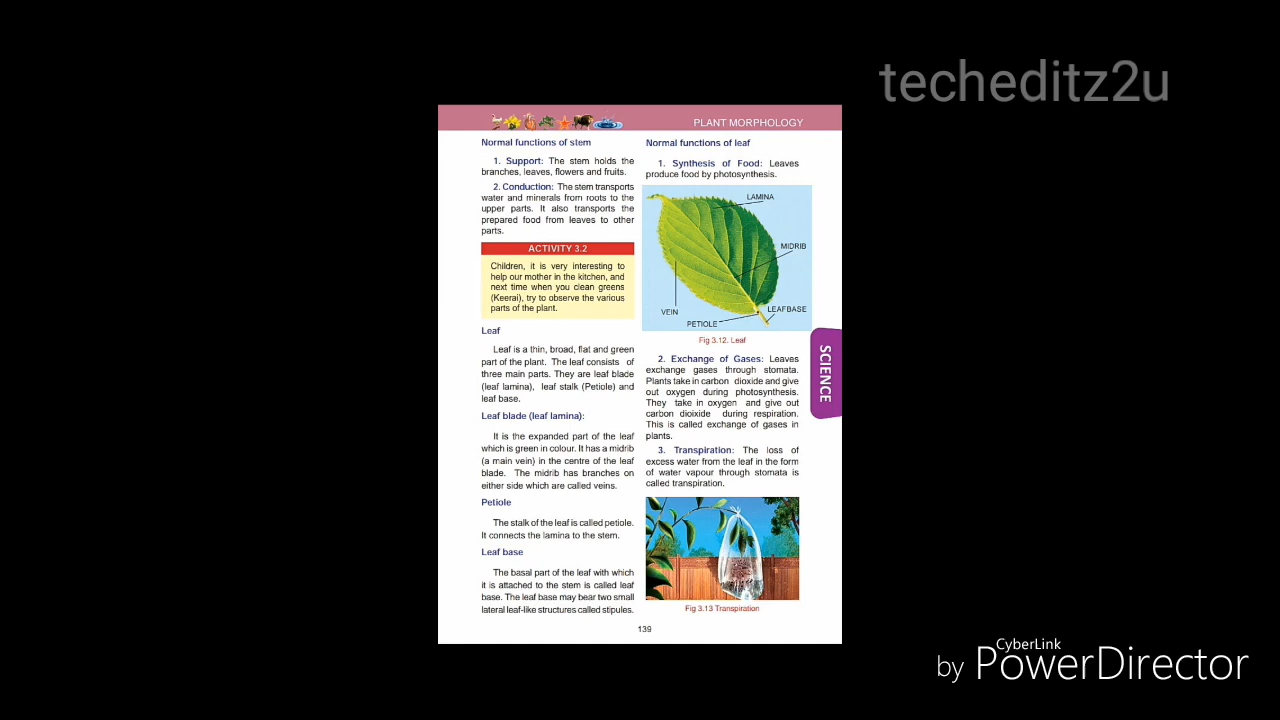 techeditz2u
PLANT MORPHOLOGY
Normal functions of stem
1. Support: The stem holds the
branches, leaves, flowers and fruits.
2. Conduction: The stem transports
water and minerals from roots to the
upper parts. It also transports the
prepared food from leaves to other
parts.
ACTIVITY 3.2
Children, it is very interesting to
help our mother in the kitchen, and
next time when you clean greens
(Keerai), try to observe the various
parts of the plant.
Leaf
Leaf is a thin, broad, flat and green
part of the plant. The leaf consists of
three main parts. They are leaf blade
(leaf lamina), leaf stalk (Petiole) and
leaf base.
Leaf blade (leaf lamina):
It is the expanded part of the leaf
which is green in colour. It has a midrib
(a main vein) in the centre of the leaf
blade. The midrib has branches on
either side which are called veins.
Petiole
The stalk of the leaf is called petiole.
It connects the lamina to the stem.
Leaf base
The basal part of the leaf with which
it is attached to the stem is called leaf
base. The leaf base may bear two small
lateral leaf-like structures called stipules.
Normal functions of leaf
1. Synthesis of Food: Leaves
produce food by photosynthesis.
LAMINA
MIDRIB
VEIN
LEAFBASE
PETIOLE
Fig 3.12. Leaf
2. Exchange of Gases: Leaves
exchange gases through stomata.
Plants take in carbon dioxide and give
out oxygen during photosynthesis.
They take in oxygen and give out
carbon dioixide during respiration.
This is called exchange of gases in
plants.
3. Transpiration: The loss of
excess water from the leaf in the form
of water vapour through stomata is
called transpiration.
Fig 3.13 Transpiration
SCIENCE
139
CyberLink
by PowerDirector